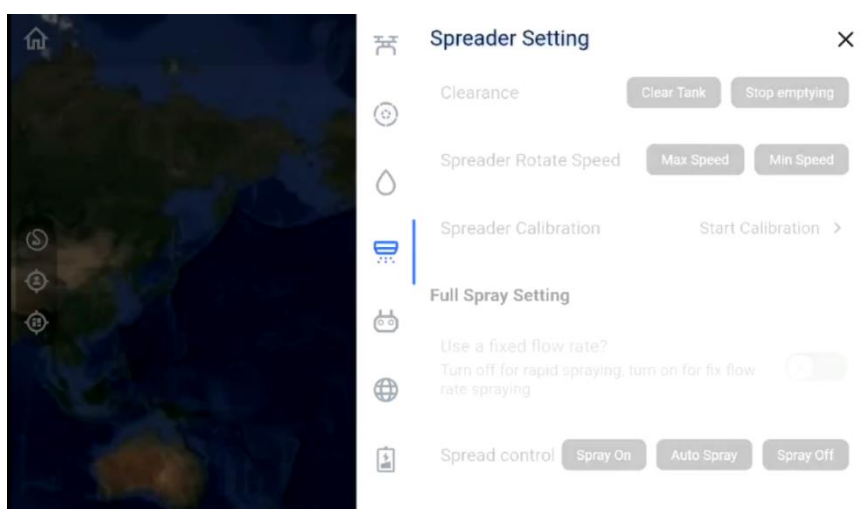 Spreader Setting
Clearance Clear Tank Stop emptying
Spreader Rotate Speed Max Speed Min Speed
Spreader Calibration Start Calibration >
Full Spray Setting
Use a fixed flow rate?
Turn off for rapid spraying, turn on for fix flow
rate spraying
Spread control Spray On Auto Spray Spray Off